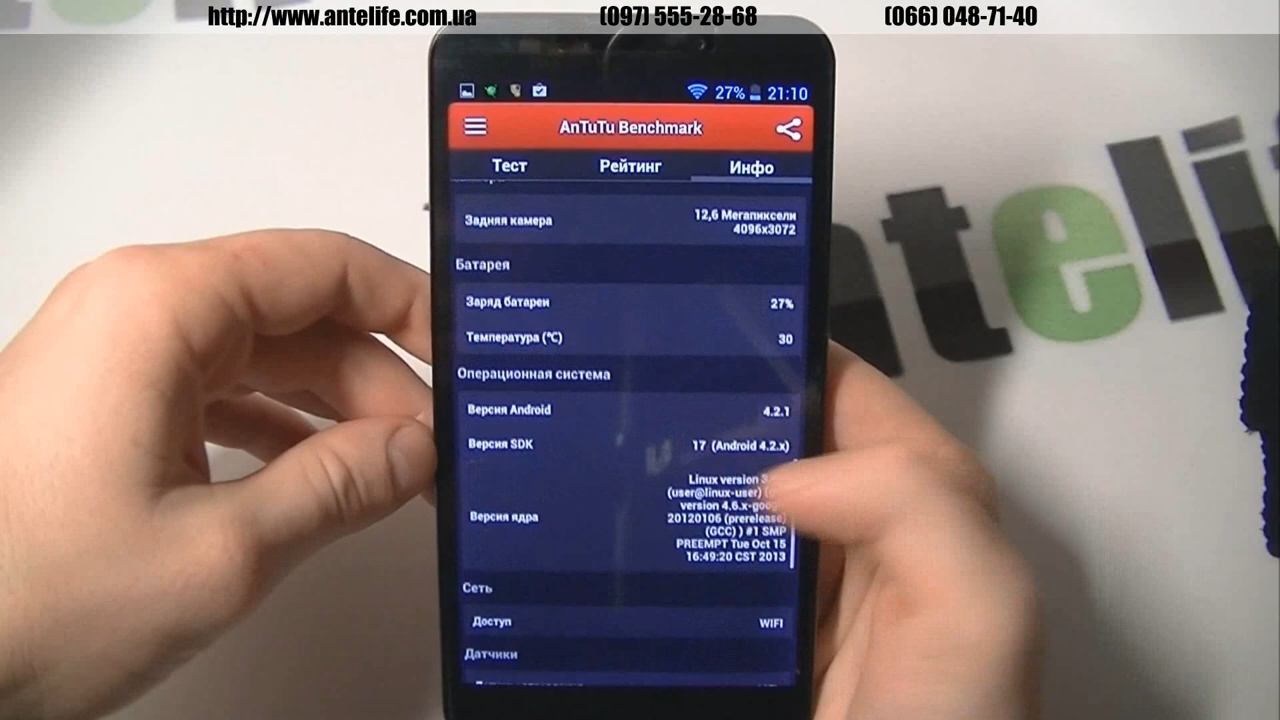 http://www.antelife.com.ua (097) 555-28-68 (066) 048-71-40
27% 21:10
AnTuTu Benchmark
Тест Рейтинг Инфо
Задняя камера 12,6 Мегапиксели
4096x3072
Батарея
Заряд батареи 27%
Температура (℃) 30
Операционная система
Версия Android 4.2.1
Версия SDK 17 (Android 4.2.x)
Linux version
(user@linux-user)
version
Версия ядра 20120106 (prerelease)
(GCC) ) #1 SMP
PREEMPT Tue Oct 15
16:49:20 CST 2013
Сеть
Доступ WIFI
Датчики